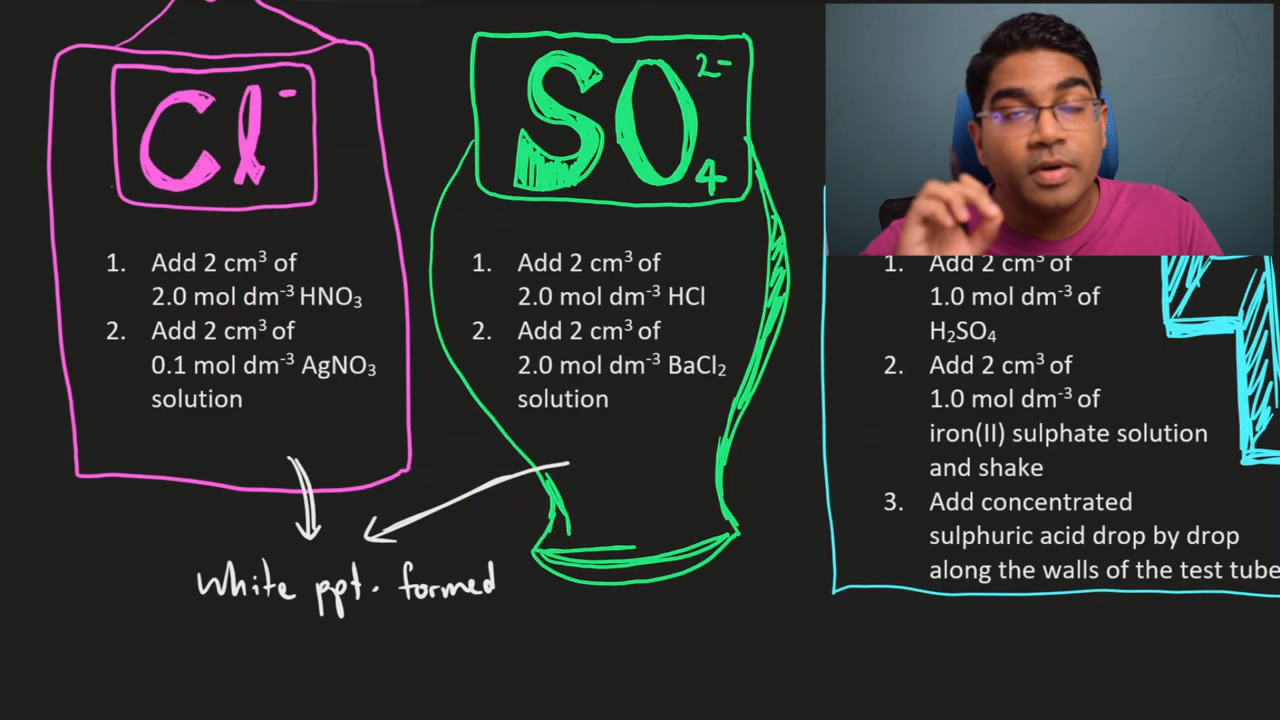 Cl⁻
1. Add 2 cm³ of
2.0 mol dm⁻³ HNO₃
2. Add 2 cm³ of
0.1 mol dm⁻³ AgNO₃
solution
SO₄²⁻
1. Add 2 cm³ of
2.0 mol dm⁻³ HCl
2. Add 2 cm³ of
2.0 mol dm⁻³ BaCl₂
solution
White ppt. formed
1. Add 2 cm³ of
1.0 mol dm⁻³ of
H₂SO₄
2. Add 2 cm³ of
1.0 mol dm⁻³ of
iron(II) sulphate solution
and shake
3. Add concentrated
sulphuric acid drop by drop
along the walls of the test tube